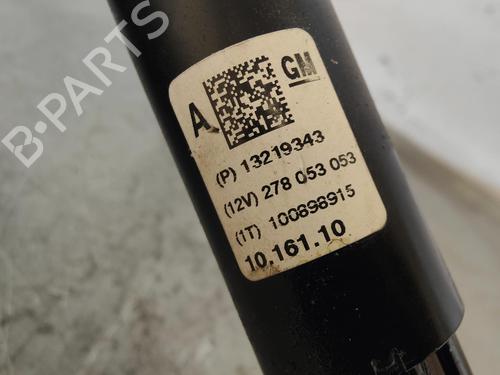 B-PARTS
A GM
(P) 13219343
(12V) 278 053 053
(1T) 100898915
10.161.10